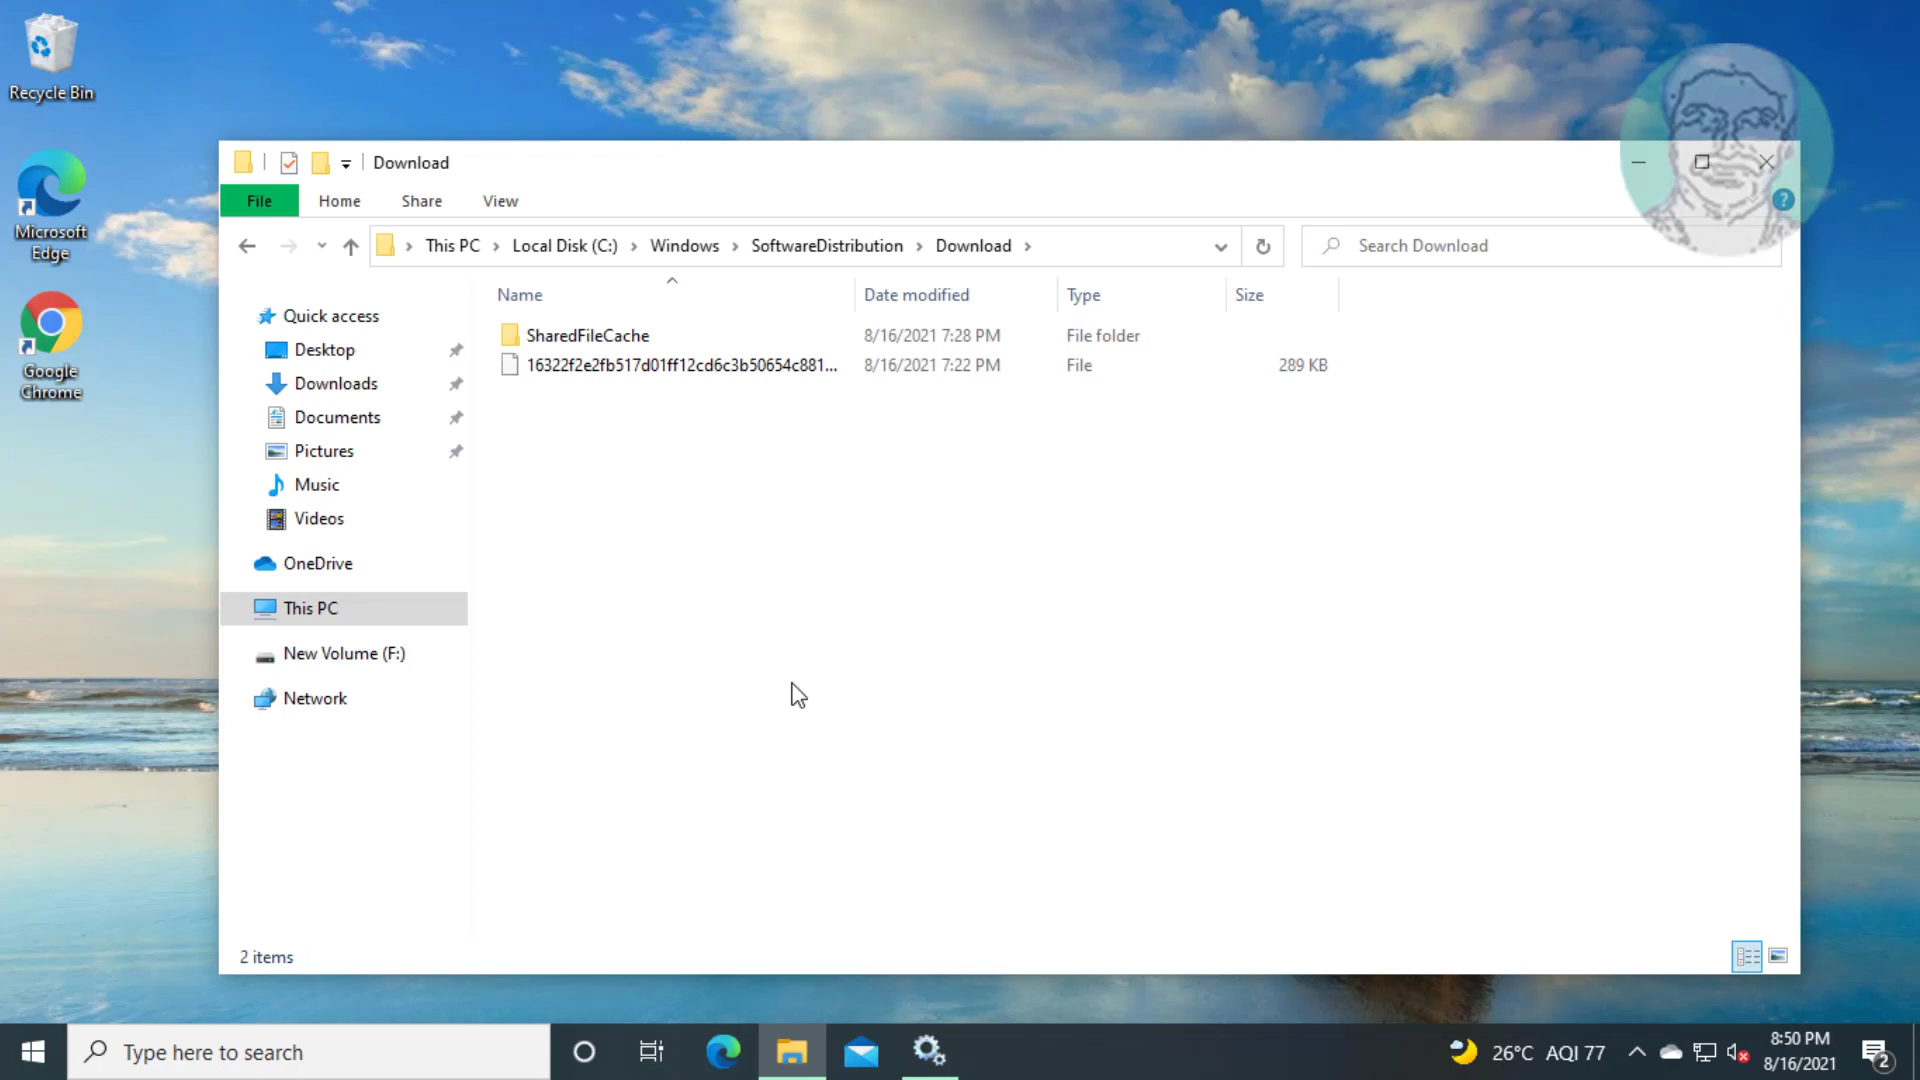 Recycle Bin
Microsoft
Edge
Google
Chrome
Download
File Home Share View
This PC Local Disk (C:) Windows SoftwareDistribution Download
Search Download
?
Name Date modified Type Size
SharedFileCache 8/16/2021 7:28 PM File folder
16322f2e2fb517d01ff12cd6c3b50654c881... 8/16/2021 7:22 PM File 289 KB
Quick access
Desktop
Downloads
Documents
Pictures
Music
Videos
OneDrive
This PC
New Volume (F:)
Network
2 items
Type here to search
26°C AQI 77
8:50 PM
8/16/2021
2